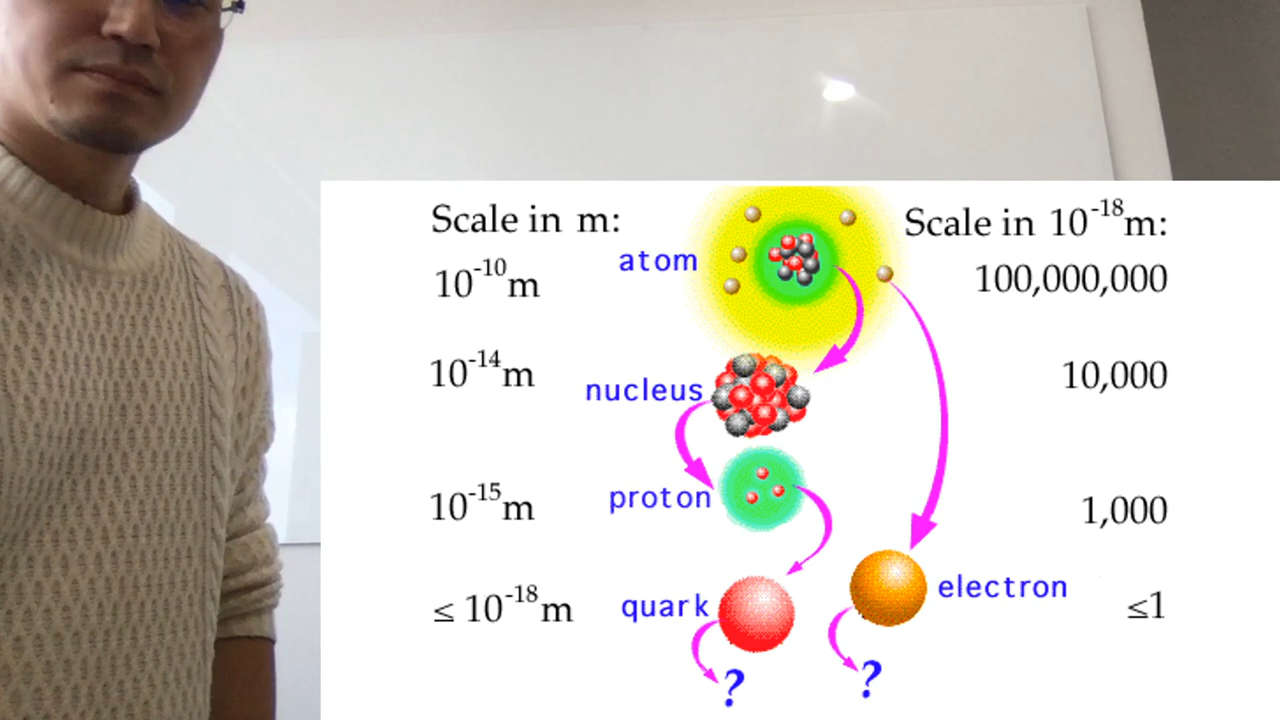 Scale in m:
Scale in 10⁻¹⁸m:
atom
10⁻¹⁰m
100,000,000
10⁻¹⁴m
nucleus
10,000
10⁻¹⁵m
proton
1,000
≤ 10⁻¹⁸m
quark
electron
≤1
?
?